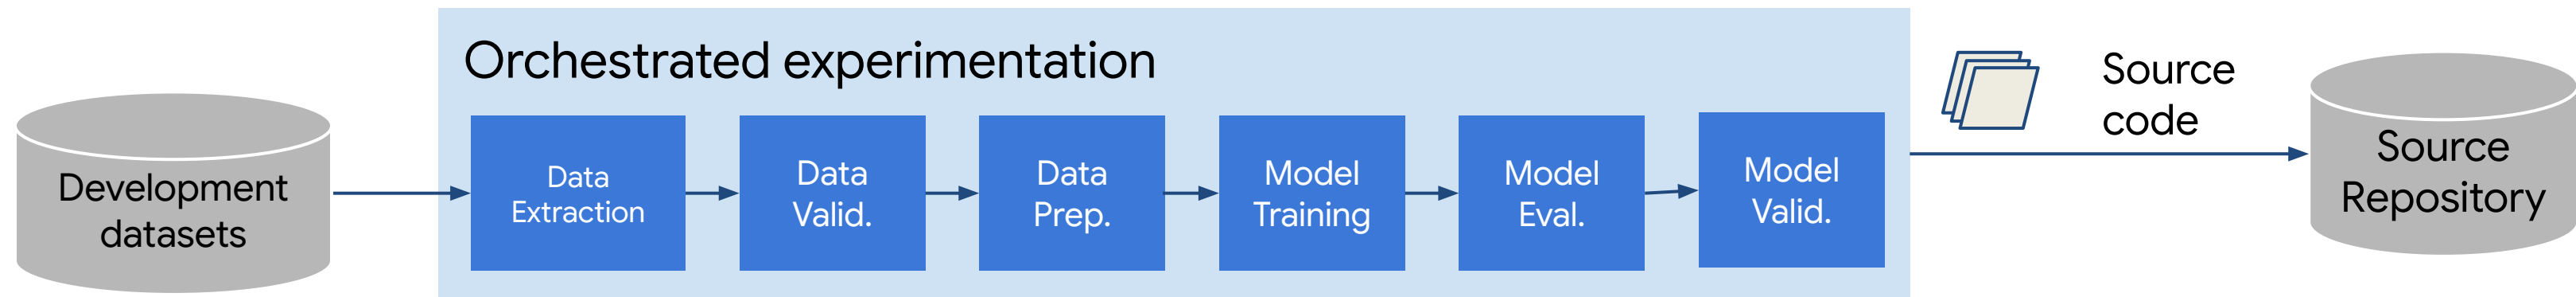 Orchestrated experimentation
Development
datasets
Data
Extraction
Data
Valid.
Data
Prep.
Model
Training
Model
Eval.
Model
Valid.
Source
code
Source
Repository